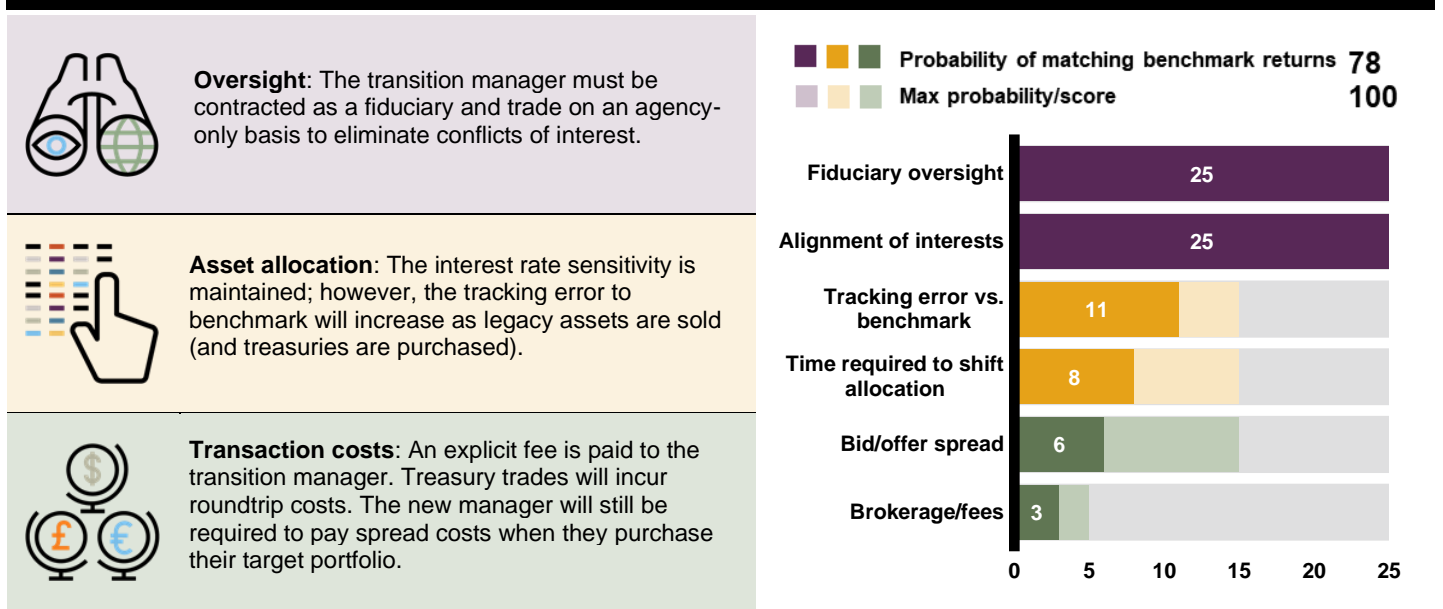 Oversight: The transition manager must be
contracted as a fiduciary and trade on an agency-
only basis to eliminate conflicts of interest.
Asset allocation: The interest rate sensitivity is
maintained; however, the tracking error to
benchmark will increase as legacy assets are sold
(and treasuries are purchased).
$
£
€
Transaction costs: An explicit fee is paid to the
transition manager. Treasury trades will incur
roundtrip costs. The new manager will still be
required to pay spread costs when they purchase
their target portfolio.
Probability of matching benchmark returns 78
Max probability/score 100
Fiduciary oversight 25
Alignment of interests 25
Tracking error vs.
benchmark
11
Time required to shift
allocation
8
Bid/offer spread 6
Brokerage/fees 3
0 5 10 15 20 25